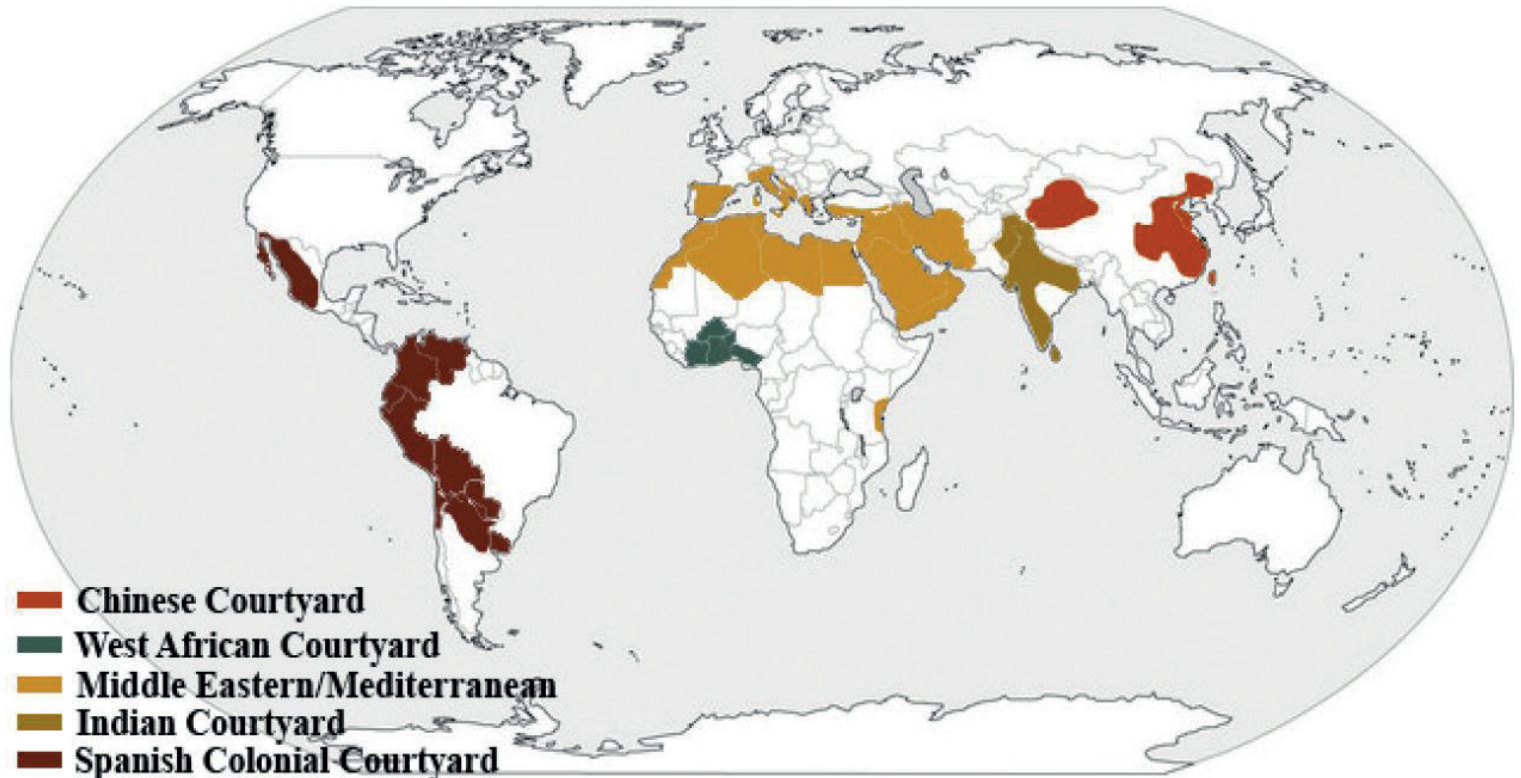 Chinese Courtyard
West African Courtyard
Middle Eastern/Mediterranean
Indian Courtyard
Spanish Colonial Courtyard